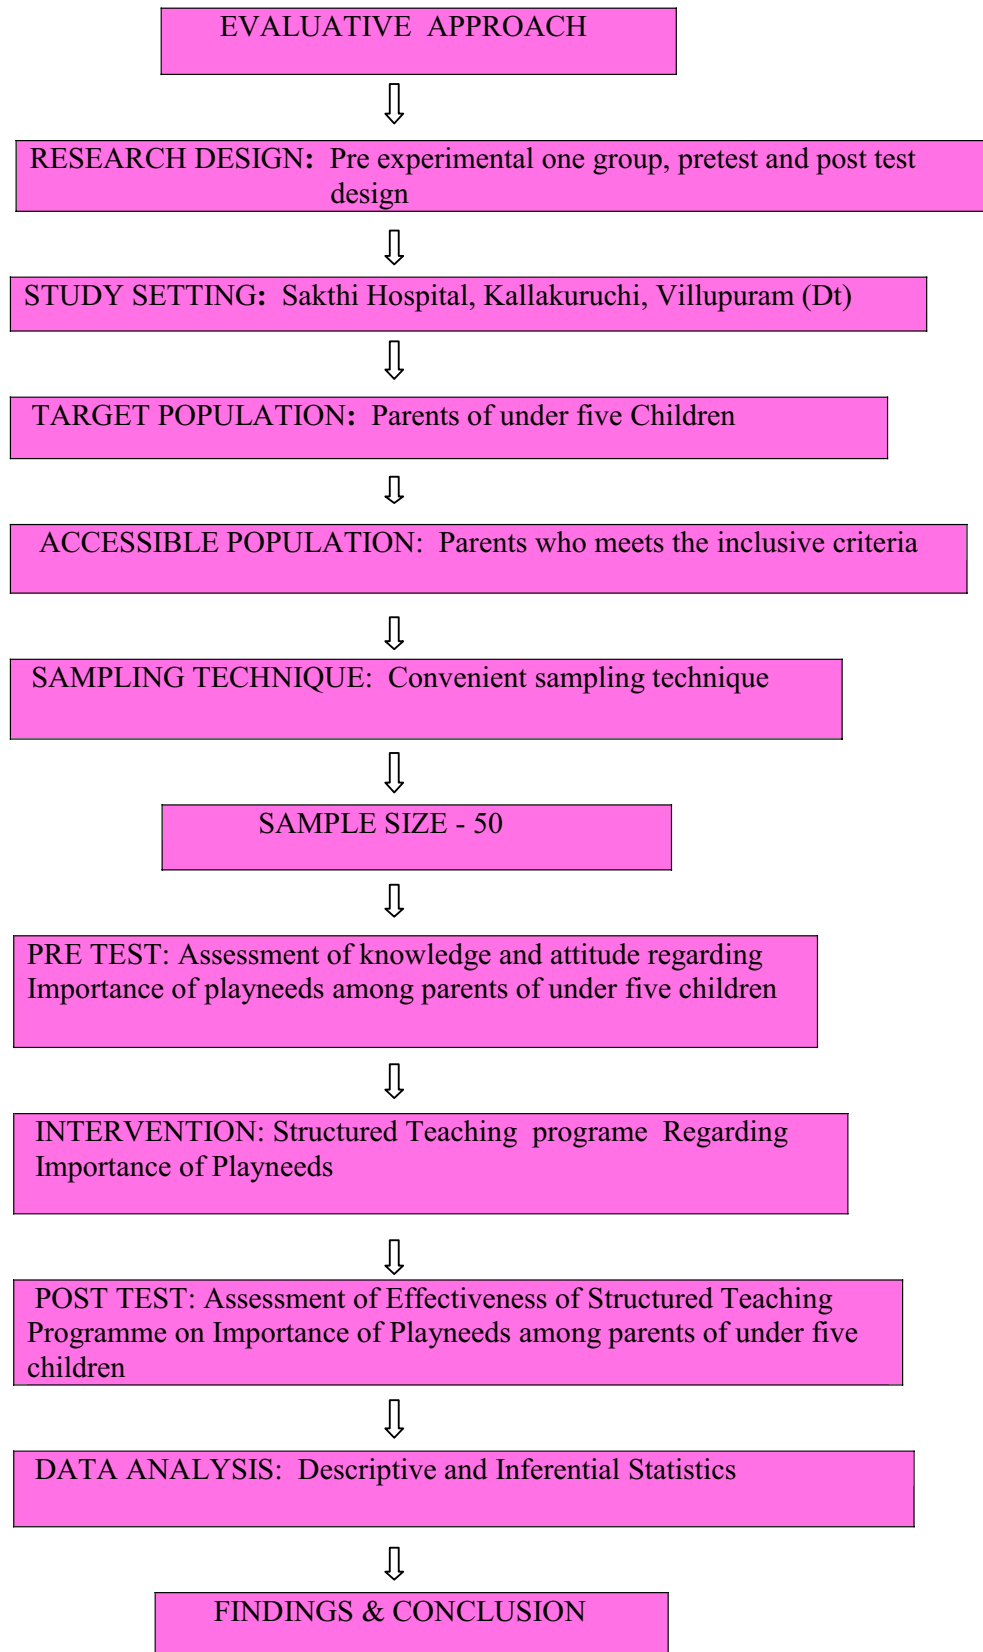 EVALUATIVE APPROACH
RESEARCH DESIGN: Pre experimental one group, pretest and post test
design
STUDY SETTING: Sakthi Hospital, Kallakuruchi, Villupuram (Dt)
TARGET POPULATION: Parents of under five Children
ACCESSIBLE POPULATION: Parents who meets the inclusive criteria
SAMPLING TECHNIQUE: Convenient sampling technique
SAMPLE SIZE - 50
PRE TEST: Assessment of knowledge and attitude regarding
Importance of playneeds among parents of under five children
INTERVENTION: Structured Teaching programe Regarding
Importance of Playneeds
POST TEST: Assessment of Effectiveness of Structured Teaching
Programme on Importance of Playneeds among parents of under five
children
DATA ANALYSIS: Descriptive and Inferential Statistics
FINDINGS & CONCLUSION